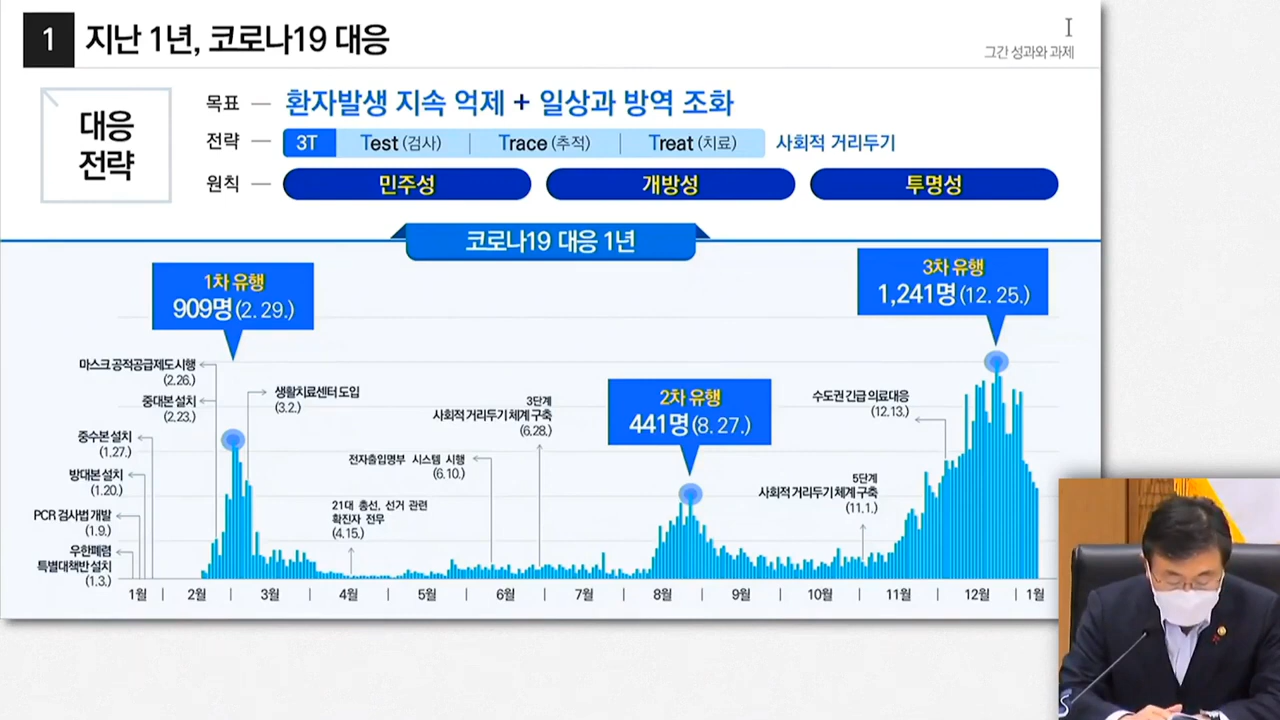 1 지난 1년, 코로나19 대응
I
그간 성과와 과제
대응
전략
목표 — 환자발생 지속 억제 + 일상과 방역 조화
전략 — 3T Test (검사) Trace (추적) Treat (치료) 사회적 거리두기
원칙 — 민주성 개방성 투명성
코로나19 대응 1년
1차 유행
909명(2. 29.)
3차 유행
1,241명(12. 25.)
2차 유행
441명(8. 27.)
마스크 공적공급제도시행
(2.26.)
중대본 설치
(2.23.)
중수본 설치
(1.27.)
방대본 설치
(1.20.)
PCR 검사법 개발
(1.9.)
우한폐렴
특별대책반 설치
(1.3.)
생활치료센터 도입
(3.2.)
21대 총선, 선거 관련
확진자 전무
(4.15.)
전자출입명부 시스템 시행
(6.10.)
3단계
사회적 거리두기 체계 구축
(6.28.)
5단계
사회적 거리두기 체계 구축
(11.1.)
수도권 긴급 의료대응
(12.13.)
1월 2월 3월 4월 5월 6월 7월 8월 9월 10월 11월 12월 1월